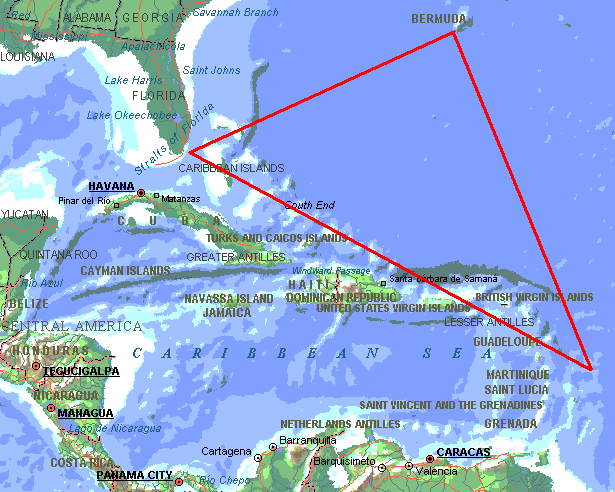 BERMUDA
Savannah Branch
Red
ALABAMA
GEORGIA
Mississippi
Apalachicola
LOUISIANA
Saint Johns
Lake Harris
FLORIDA
Lake Okeechobee
Straits of Florida
CARIBBEAN ISLANDS
HAVANA
Pinar del Rio
Matanzas
South End
YUCATAN
CUBA
TURKS AND CAICOS ISLANDS
QUINTANA ROO
GREATER ANTILLES
CAYMAN ISLANDS
Windward Passage
Santa Bárbara de Samaná
Rio Azul
HAITI
NAVASSA ISLAND
DOMINICAN REPUBLIC
BRITISH VIRGIN ISLANDS
BELIZE
JAMAICA
UNITED STATES VIRGIN ISLANDS
CENTRAL AMERICA
LESSER ANTILLES
GUADELOUPE
HONDURAS
CARIBBEAN SEA
TEGUCIGALPA
MARTINIQUE
SAINT LUCIA
NICARAGUA
SAINT VINCENT AND THE GRENADINES
MANAGUA
NETHERLANDS ANTILLES
GRENADA
Lago de Nicaragua
Barranquilla
Cartagena
CARACAS
COSTA RICA
Barquisimeto
Valencia
PANAMA CITY
Rio Chepo